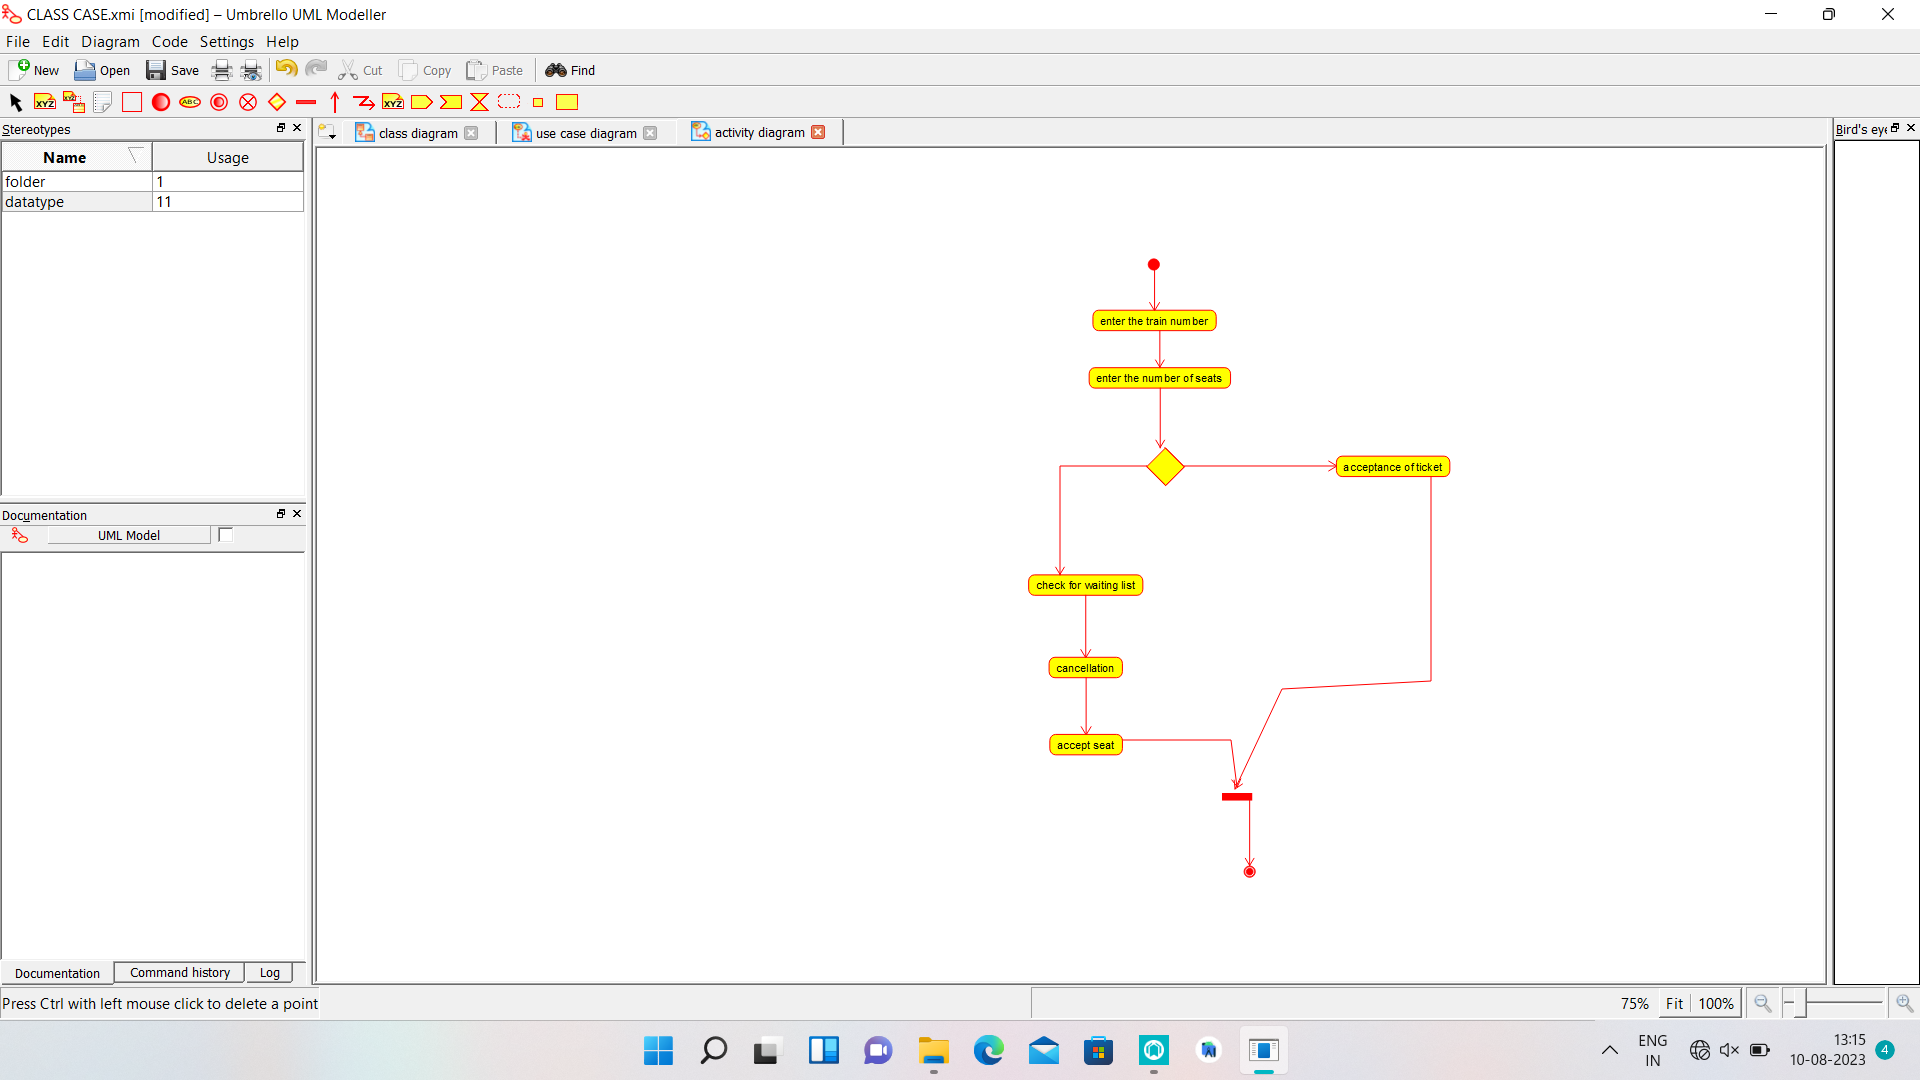 CLASS CASE.xmi [modified] – Umbrello UML Modeller
File Edit Diagram Code Settings Help
New Open Save Cut Copy Paste Find
XYZ XYZ ABC XYZ
Stereotypes
Name Usage
folder 1
datatype 11
class diagram use case diagram activity diagram
Bird's eye
enter the train number
enter the number of seats
acceptance of ticket
check for waiting list
cancellation
accept seat
Documentation
UML Model
Documentation Command history Log
Press Ctrl with left mouse click to delete a point
75% Fit 100%
ENG
IN
13:15
10-08-2023
4